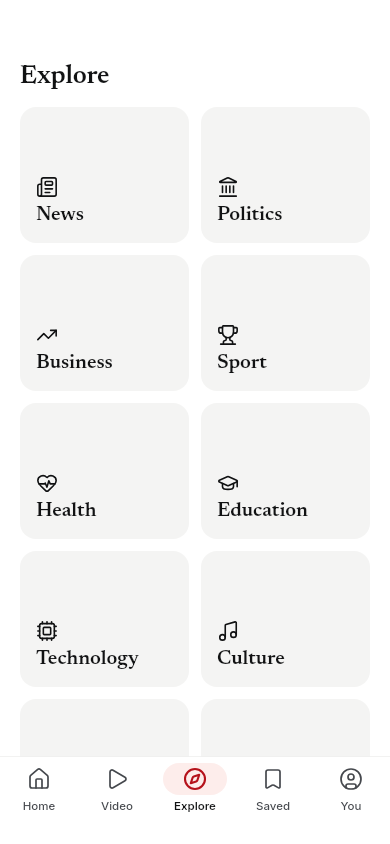 Explore
News
Politics
Business
Sport
Health
Education
Technology
Culture
Home
Video
Explore
Saved
You